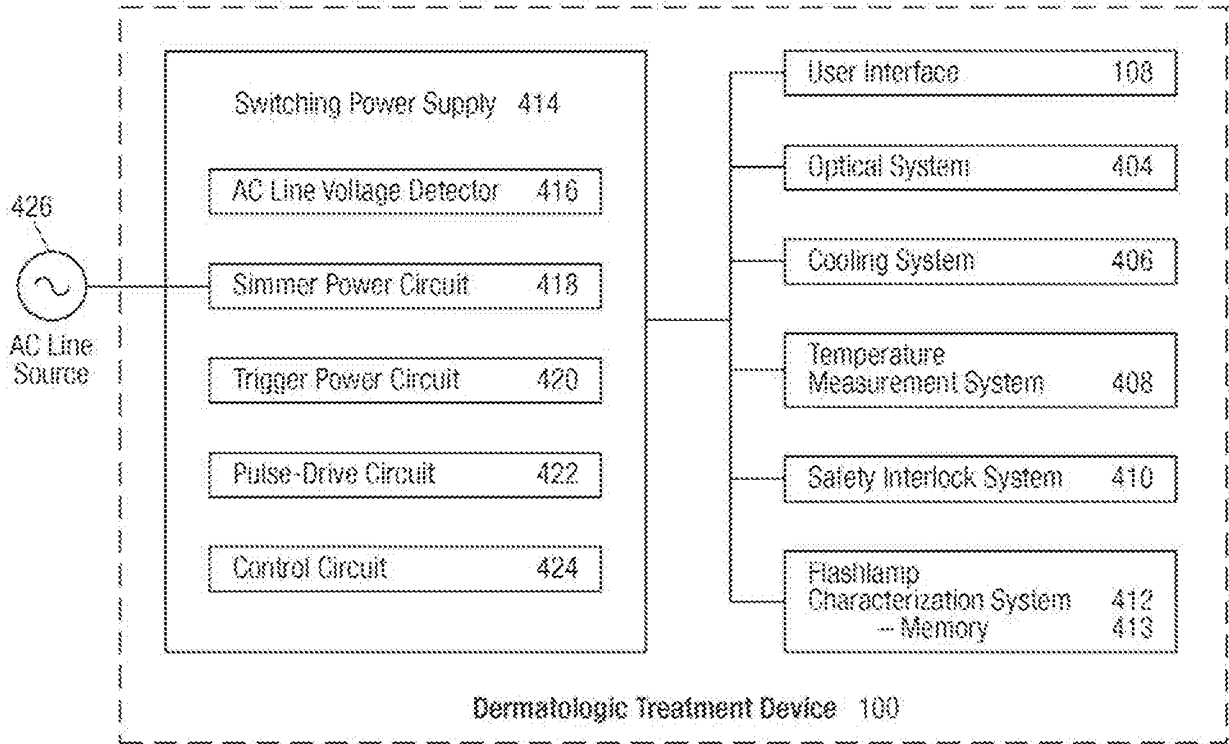 426
AC Line
Source
Switching Power Supply 414
AC Line Voltage Detector 416
Simmer Power Circuit 418
Trigger Power Circuit 420
Pulse-Drive Circuit 422
Control Circuit 424
User Interface 108
Optical System 404
Cooling System 406
Temperature
Measurement System 408
Safety Interlock System 410
Flashlamp
Characterization System 412
– Memory 413
Dermatologic Treatment Device 100